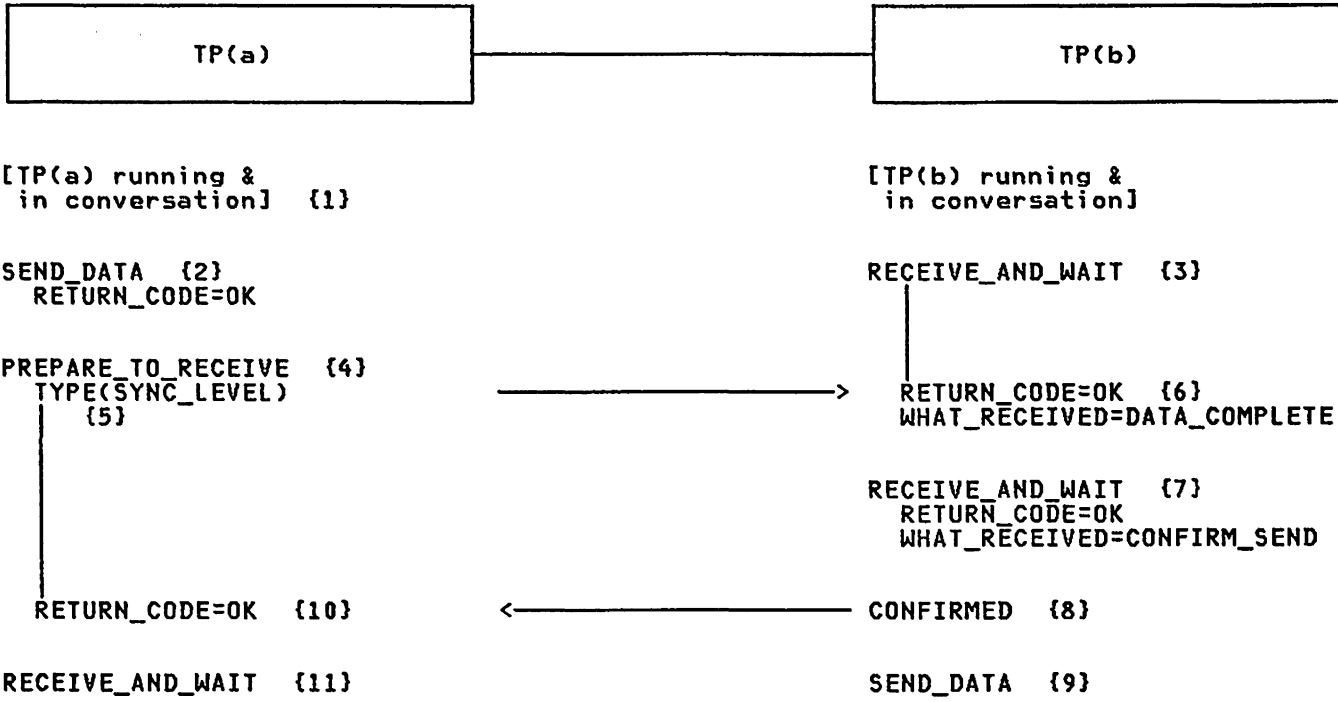 TP(a)
TP(b)
[TP(a) running &
in conversation] {1}
[TP(b) running &
in conversation]
SEND_DATA {2}
RETURN_CODE=OK
RECEIVE_AND_WAIT {3}
PREPARE_TO_RECEIVE {4}
TYPE(SYNC_LEVEL)
{5}
RETURN_CODE=OK {6}
WHAT_RECEIVED=DATA_COMPLETE
RECEIVE_AND_WAIT {7}
RETURN_CODE=OK
WHAT_RECEIVED=CONFIRM_SEND
RETURN_CODE=OK {10}
CONFIRMED {8}
RECEIVE_AND_WAIT {11}
SEND_DATA {9}